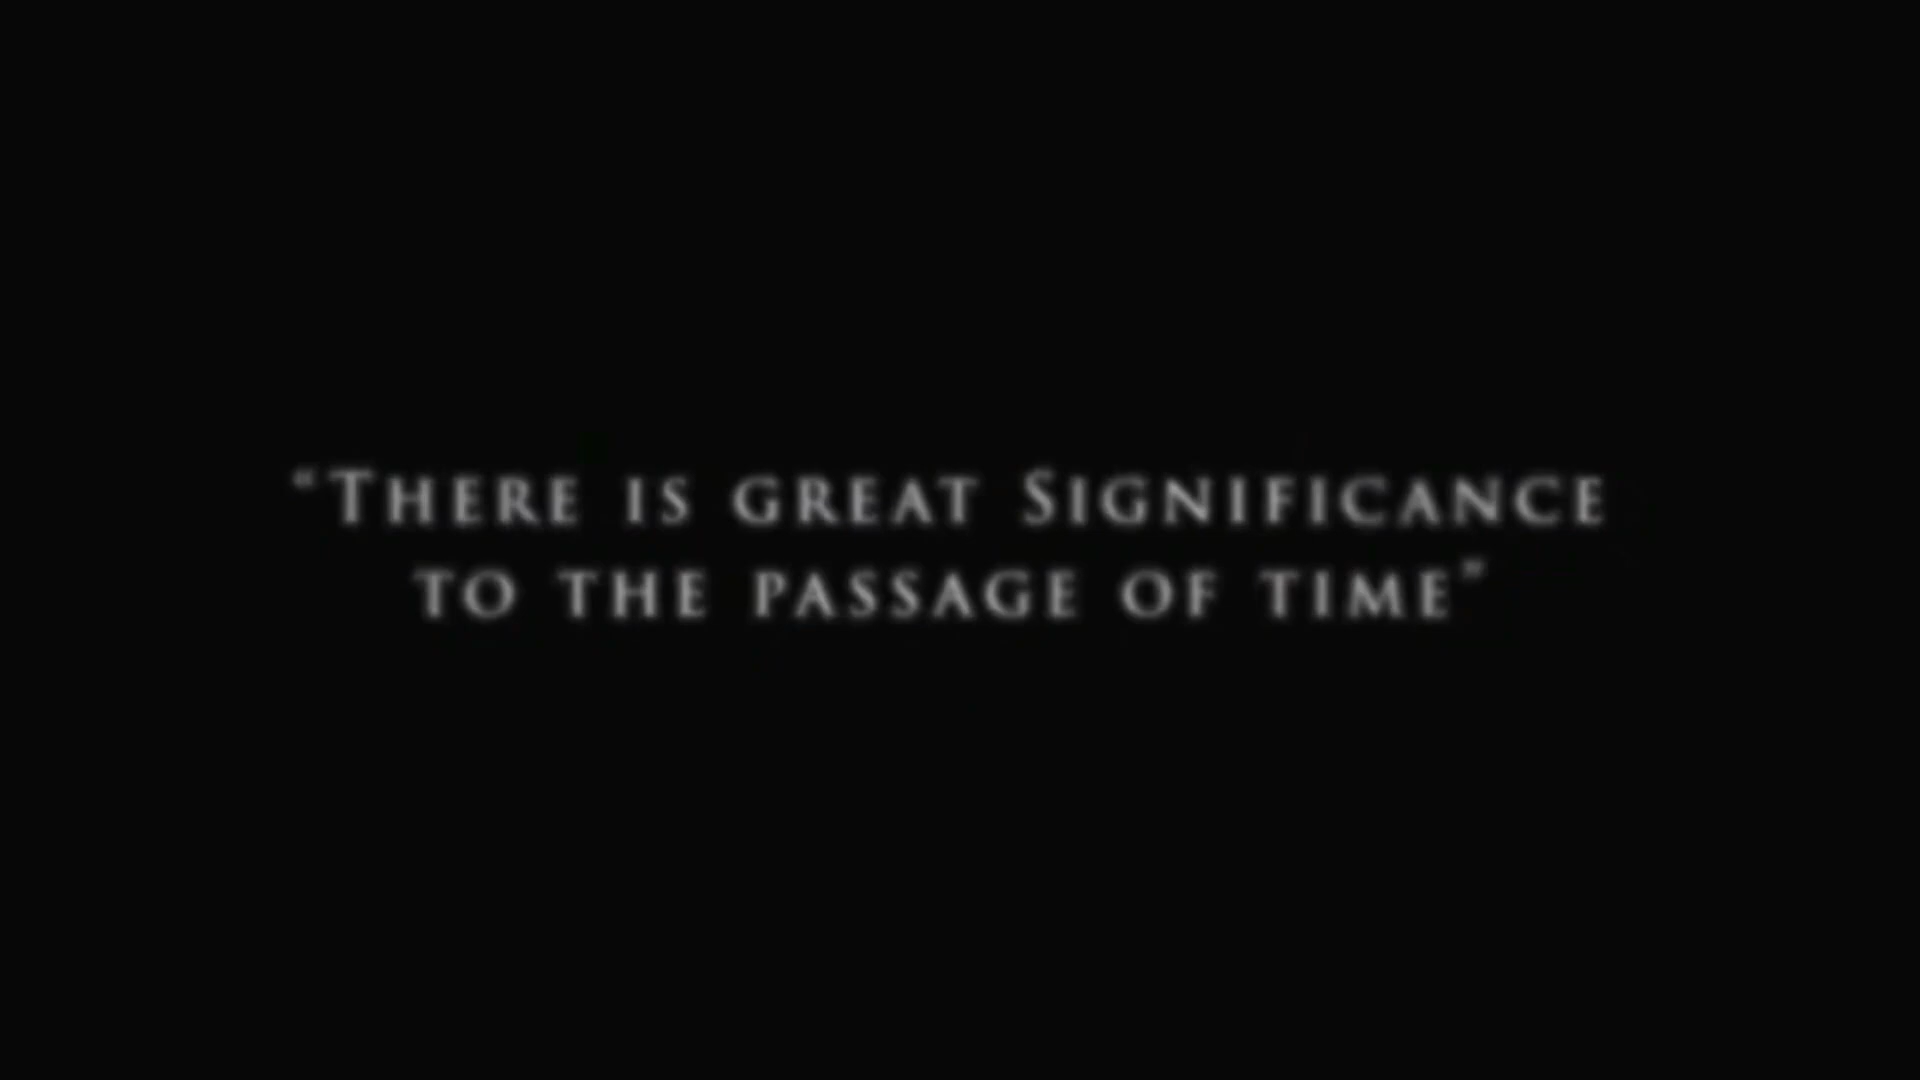 “There is great Significance
to the passage of time”